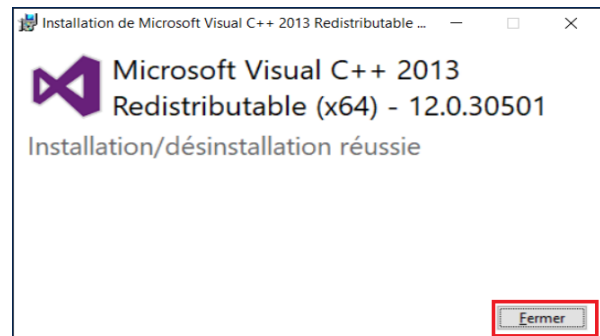 Installation de Microsoft Visual C++ 2013 Redistributable ...
Microsoft Visual C++ 2013
Redistributable (x64) - 12.0.30501
Installation/désinstallation réussie
Fermer